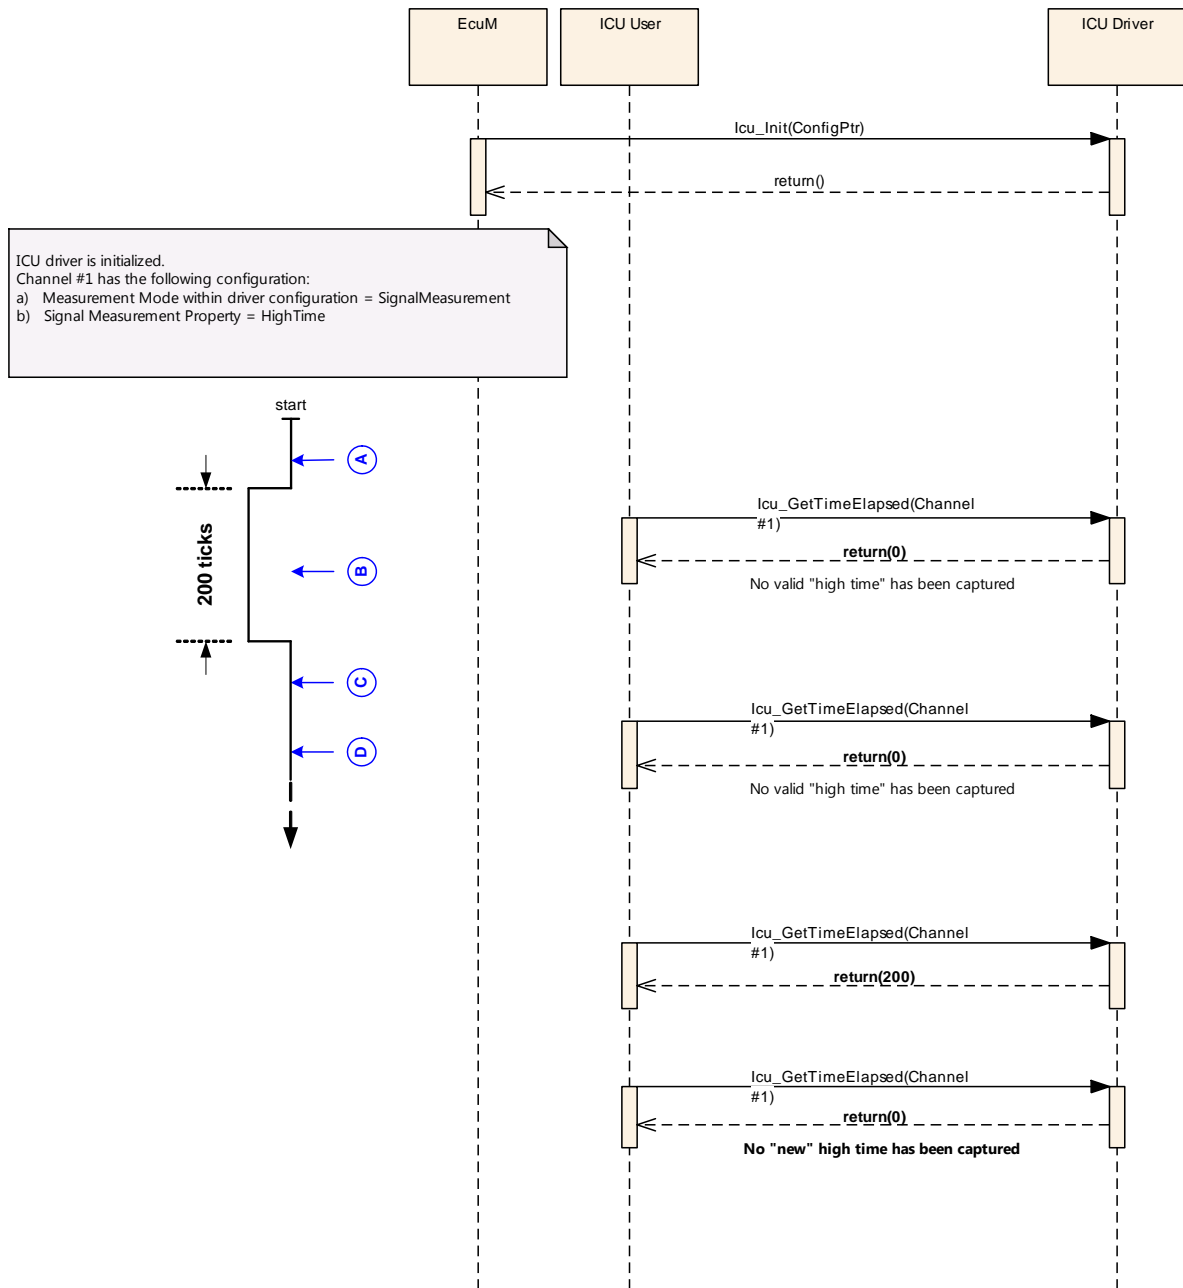 EcuM
ICU User
ICU Driver
Icu_Init(ConfigPtr)
return()
ICU driver is initialized.
Channel #1 has the following configuration:
a) Measurement Mode within driver configuration = SignalMeasurement
b) Signal Measurement Property = HighTime
start
A
200 ticks
B
C
D
Icu_GetTimeElapsed(Channel
#1)
return(0)
No valid "high time" has been captured
Icu_GetTimeElapsed(Channel
#1)
return(0)
No valid "high time" has been captured
Icu_GetTimeElapsed(Channel
#1)
return(200)
Icu_GetTimeElapsed(Channel
#1)
return(0)
No "new" high time has been captured